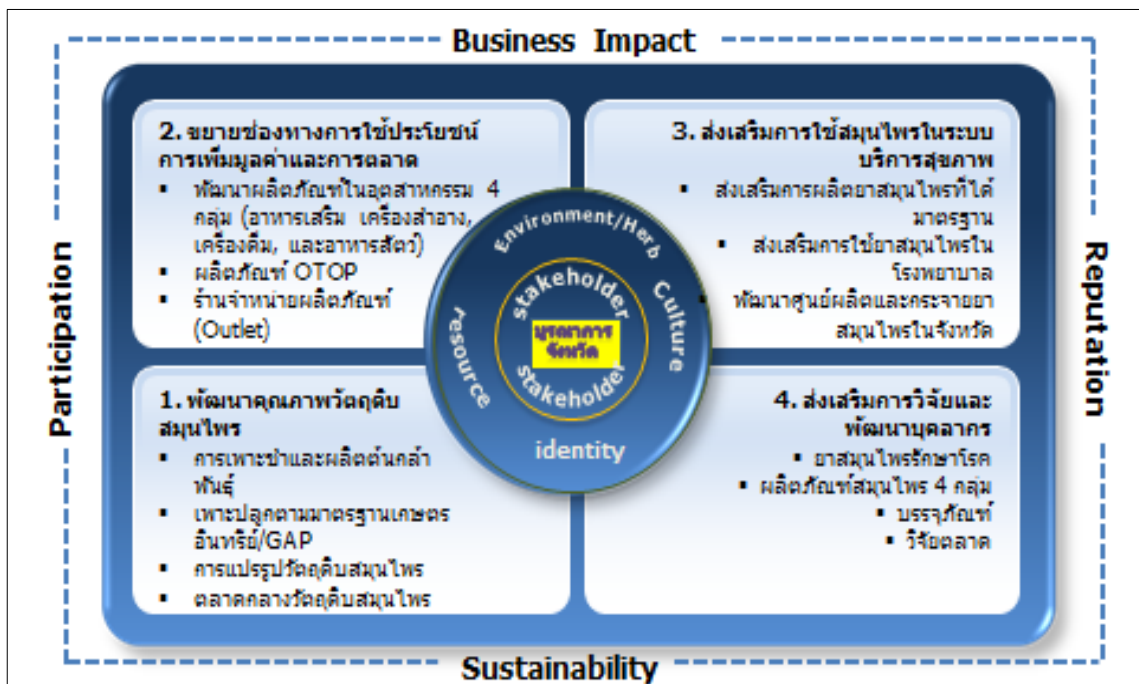 Business Impact
2. ขยายช่องทางการใช้ประโยชน์
การเพิ่มมูลค่าและการตลาด
▪ พัฒนาผลิตภัณฑ์ในอุตสาหกรรม 4
กลุ่ม (อาหารเสริม เครื่องสำอาง,
เครื่องดื่ม, และอาหารสัตว์)
▪ ผลิตภัณฑ์ OTOP
▪ ร้านจำหน่ายผลิตภัณฑ์
(Outlet)
3. ส่งเสริมการใช้สมุนไพรในระบบ
บริการสุขภาพ
▪ ส่งเสริมการผลิตยาสมุนไพรที่ได้
มาตรฐาน
▪ ส่งเสริมการใช้ยาสมุนไพรใน
โรงพยาบาล
▪ พัฒนาศูนย์ผลิตและกระจายยา
สมุนไพรในจังหวัด
Participation
Reputation
Environment/Herb
Culture
resource
identity
stakeholder
บูรณาการ
จังหวัด
stakeholder
1. พัฒนาคุณภาพวัตถุดิบ
สมุนไพร
▪ การเพาะชำและผลิตต้นกล้า
พันธุ์
▪ เพาะปลูกตามมาตรฐานเกษตร
อินทรีย์/GAP
▪ การแปรรูปวัตถุดิบสมุนไพร
▪ ตลาดกลางวัตถุดิบสมุนไพร
4. ส่งเสริมการวิจัยและ
พัฒนาบุคลากร
▪ ยาสมุนไพรรักษาโรค
▪ ผลิตภัณฑ์สมุนไพร 4 กลุ่ม
▪ บรรจุภัณฑ์
▪ วิจัยตลาด
Sustainability